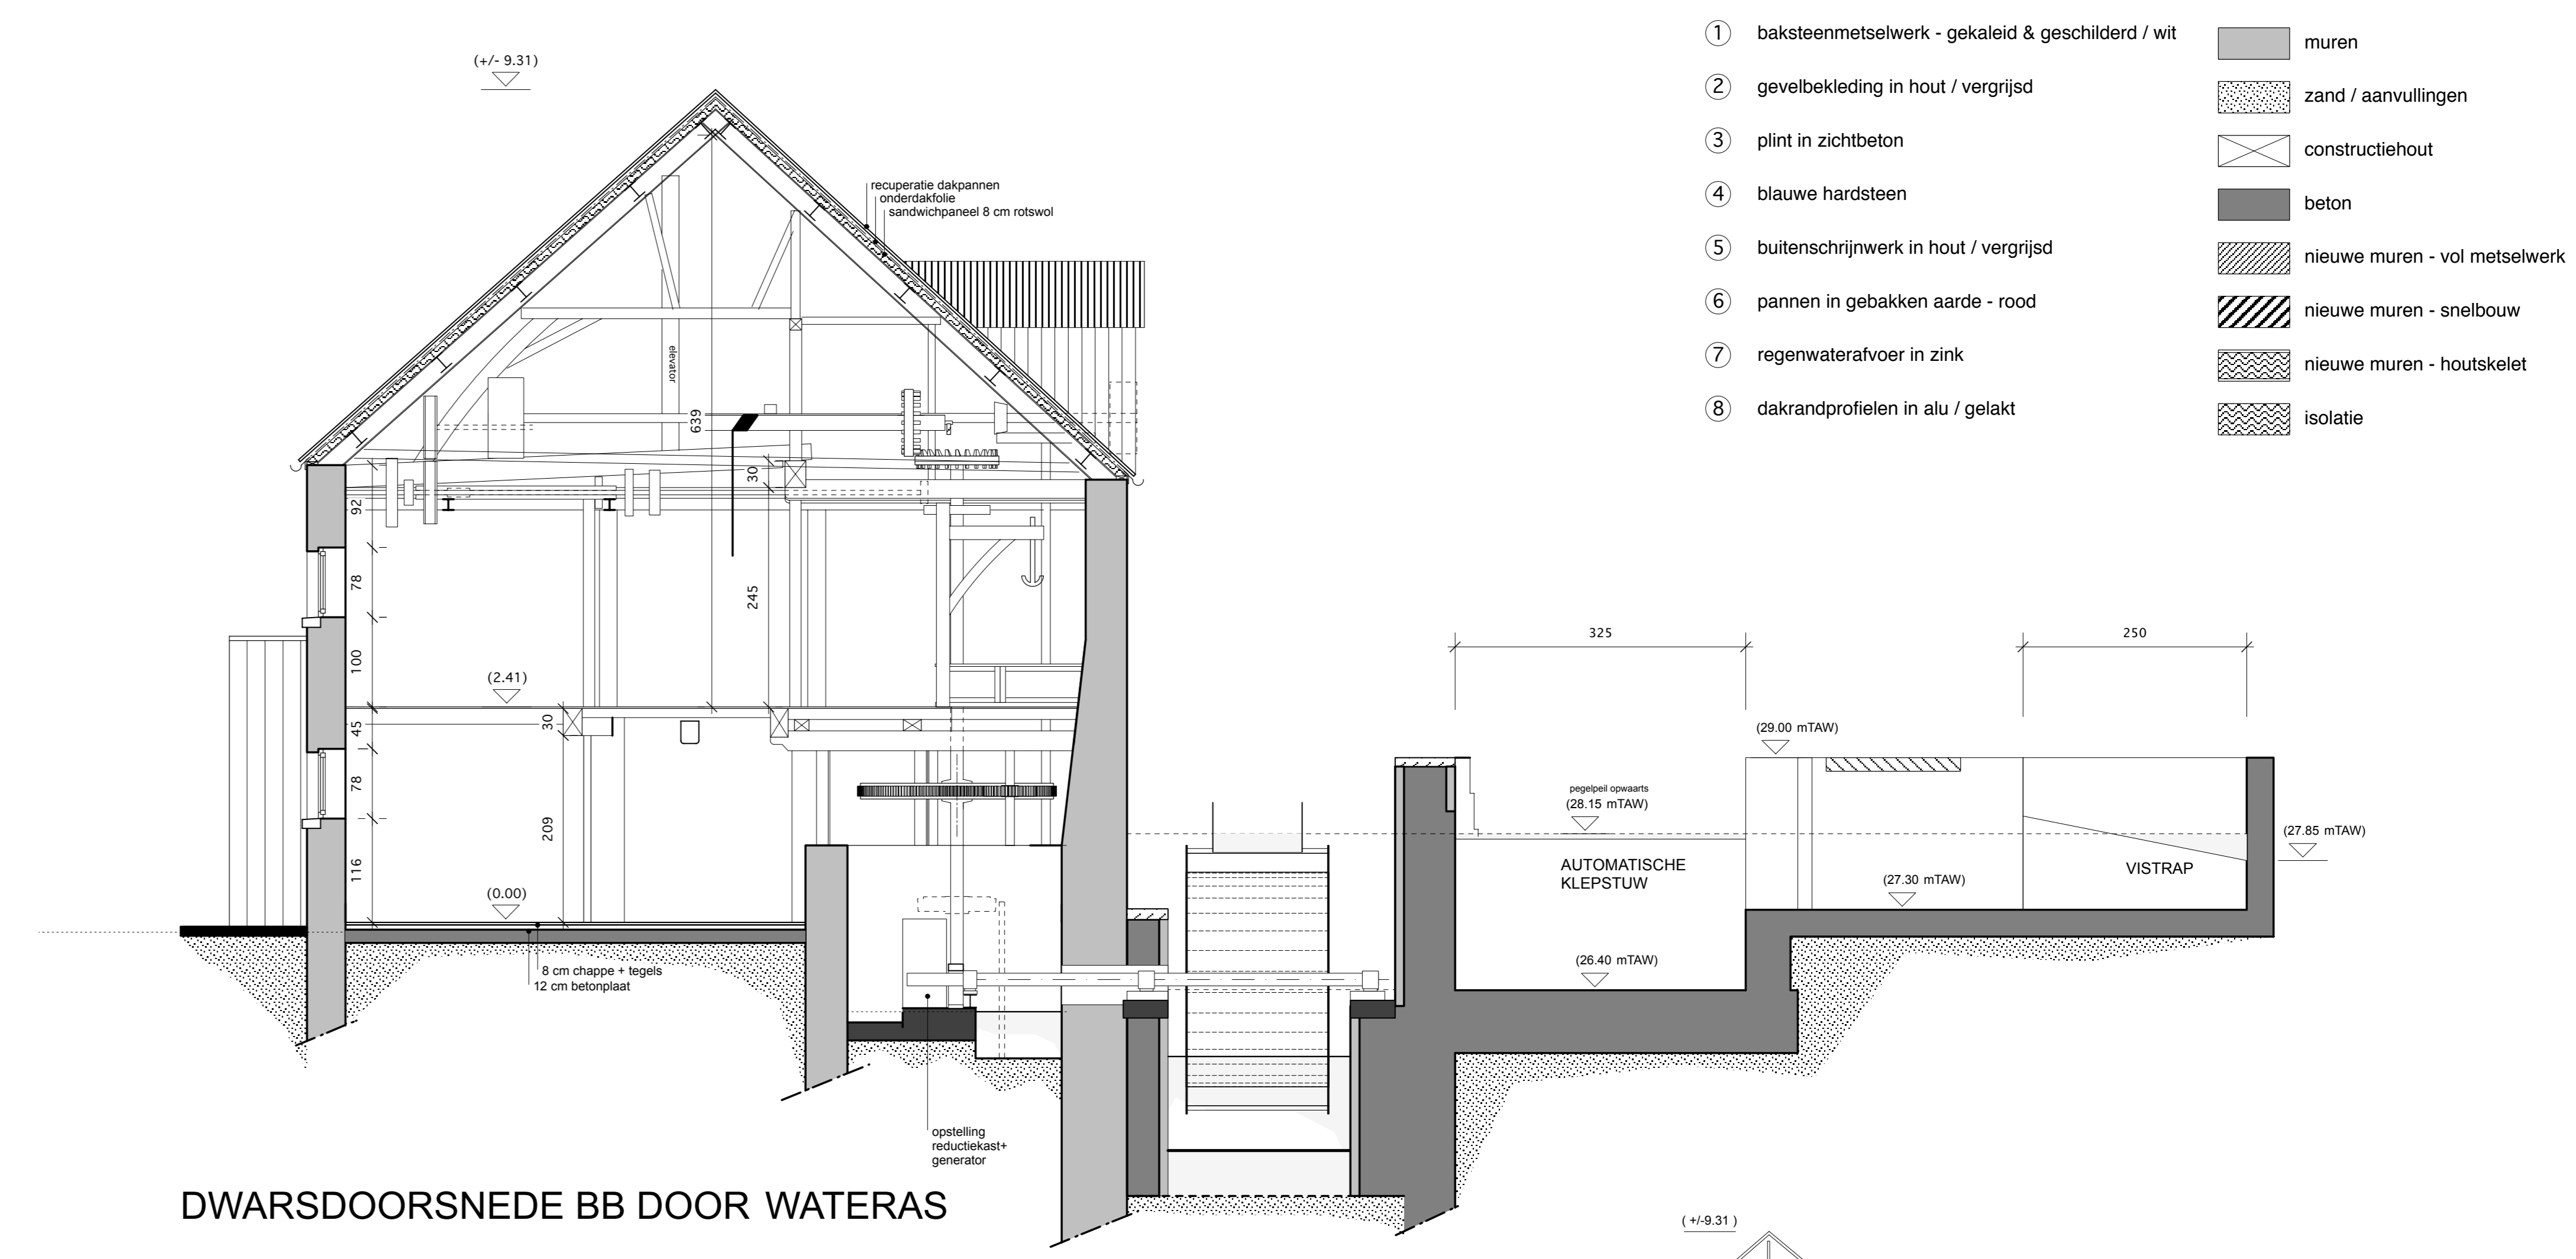 (+/- 9.31)
recuperatie dakpannen
onderdakfolie
sandwichpaneel 8 cm rotswol
elevator
639
30
92
78
245
100
(2.41)
45
30
78
209
116
(0.00)
8 cm chappe + tegels
12 cm betonplaat
opstelling
reductiekast+
generator
DWARSDOORSNEDE BB DOOR WATERAS
325
250
(29.00 mTAW)
pegelpeil opwaarts
(28.15 mTAW)
(27.85 mTAW)
AUTOMATISCHE
KLEPSTUW
VISTRAP
(27.30 mTAW)
(26.40 mTAW)
( +/-9.31 )
1 baksteenmetselwerk - gekaleid & geschilderd / wit
2 gevelbekleding in hout / vergrijsd
3 plint in zichtbeton
4 blauwe hardsteen
5 buitenschrijnwerk in hout / vergrijsd
6 pannen in gebakken aarde - rood
7 regenwaterafvoer in zink
8 dakrandprofielen in alu / gelakt
muren
zand / aanvullingen
constructiehout
beton
nieuwe muren - vol metselwerk
nieuwe muren - snelbouw
nieuwe muren - houtskelet
isolatie